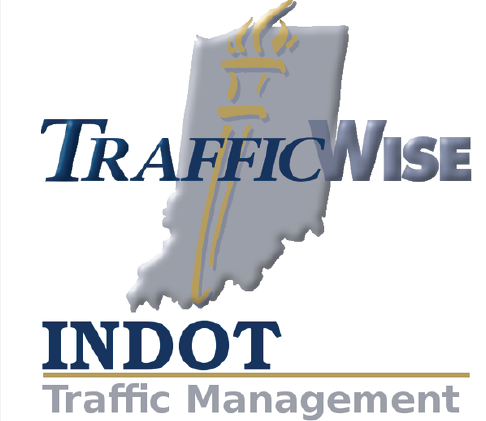 TRAFFICWISE
INDOT
Traffic Management